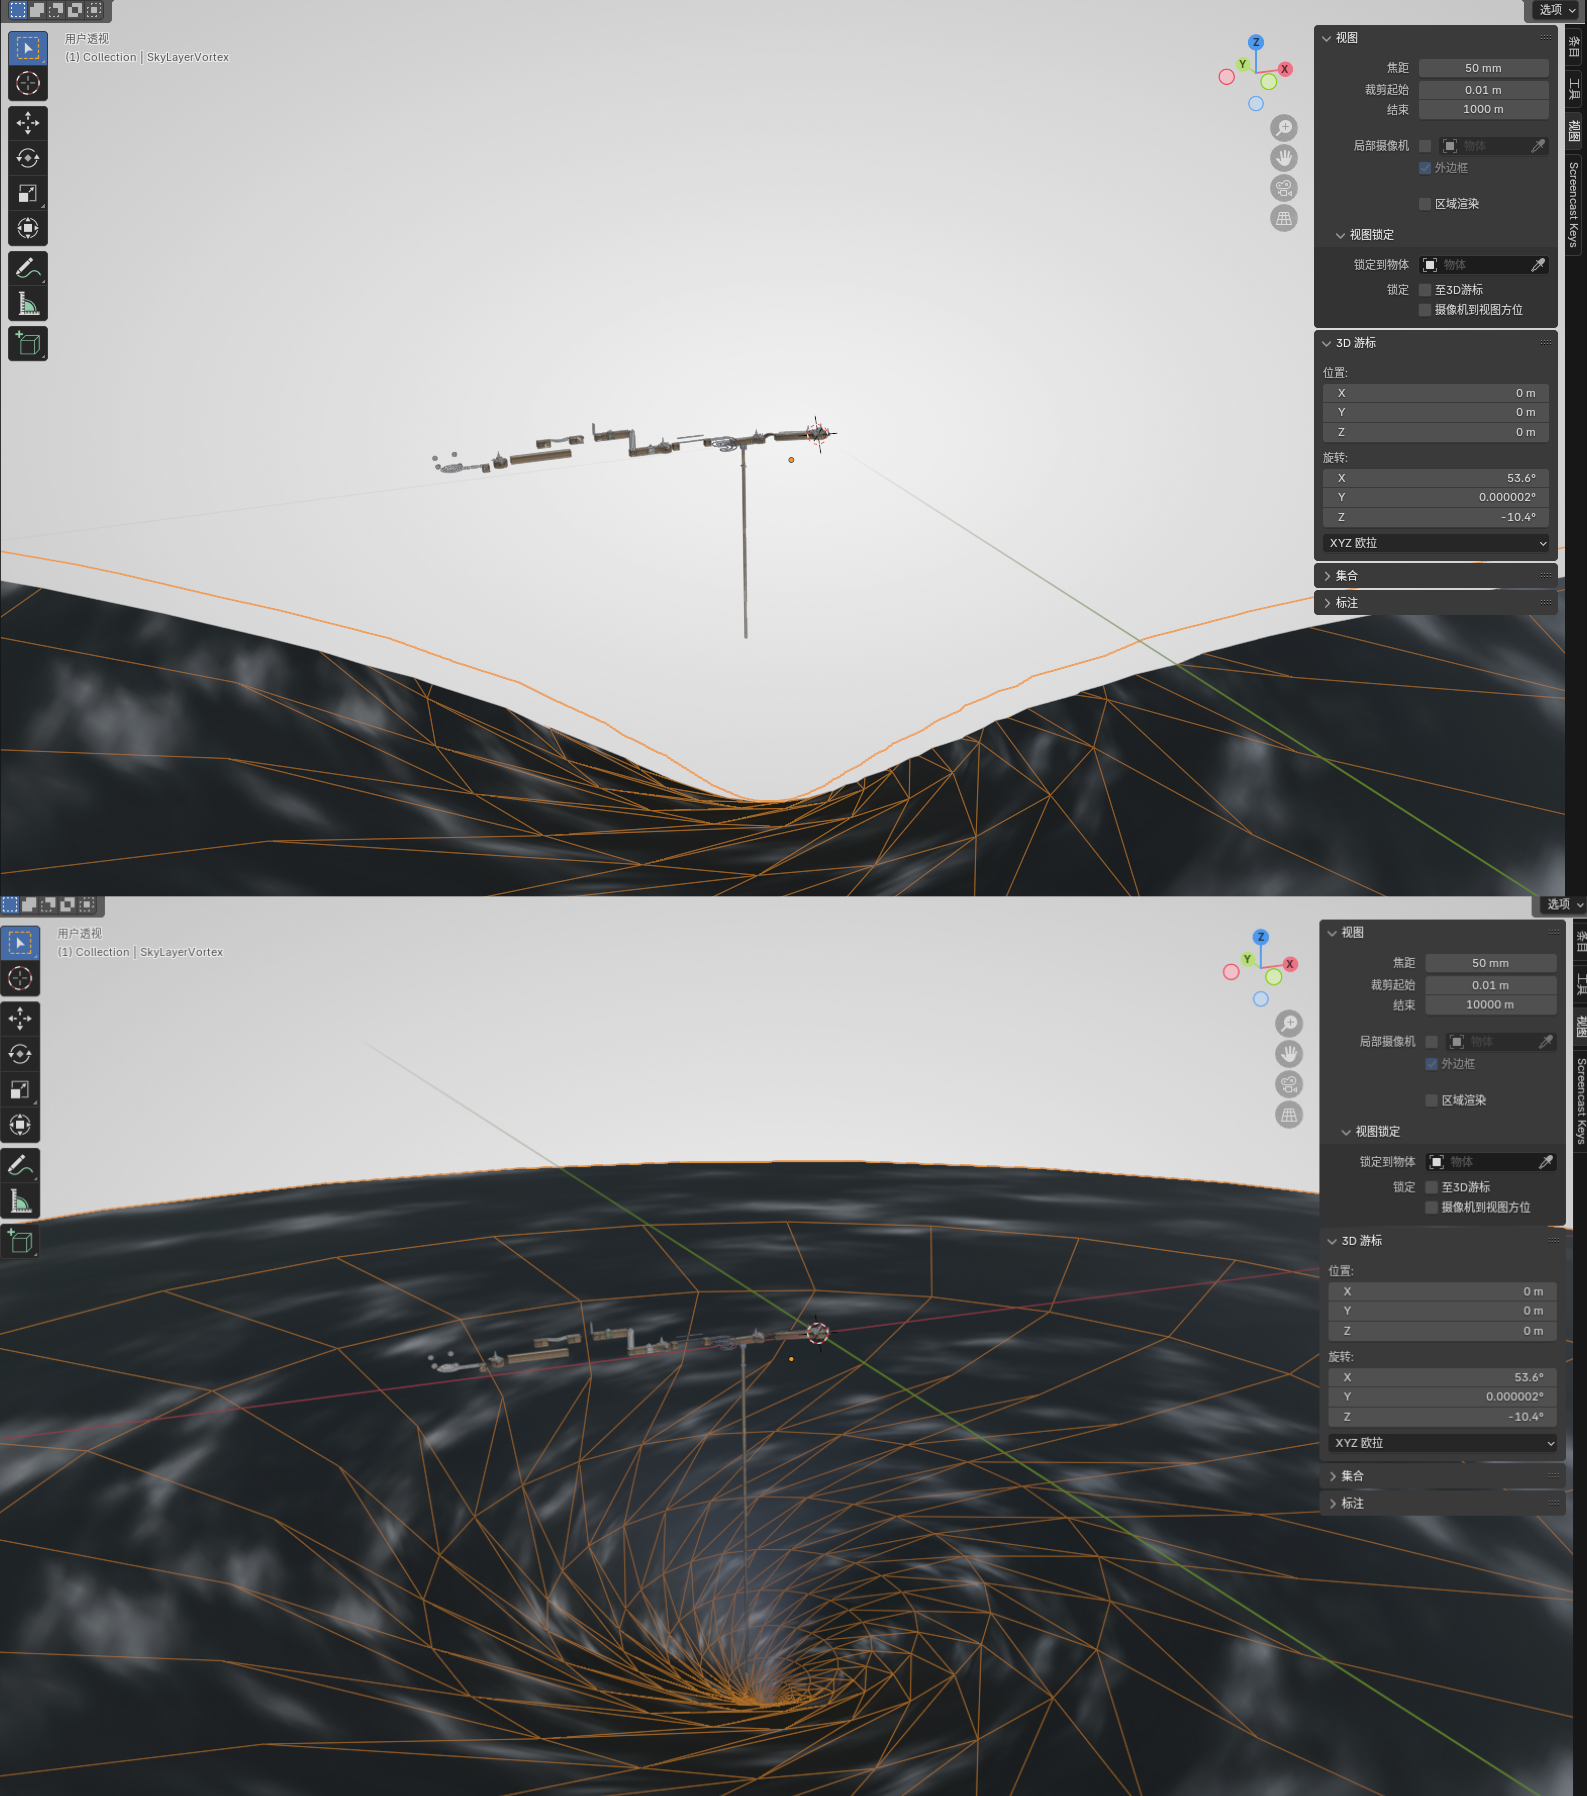 选项
用户透视
(1) Collection | SkyLayerVortex
Z
Y
X
视图
焦距 50 mm
裁剪起始 0.01 m
结束 1000 m
局部摄像机 物体
外边框
区域渲染
视图锁定
锁定到物体 物体
锁定 至3D游标
摄像机到视图方位
3D 游标
位置:
X 0 m
Y 0 m
Z 0 m
旋转:
X 53.6°
Y 0.000002°
Z -10.4°
XYZ 欧拉
集合
标注
条目
工具
视图
Screencast Keys
选项
用户透视
(1) Collection | SkyLayerVortex
Z
Y
X
视图
焦距 50 mm
裁剪起始 0.01 m
结束 10000 m
局部摄像机 物体
外边框
区域渲染
视图锁定
锁定到物体 物体
锁定 至3D游标
摄像机到视图方位
3D 游标
位置:
X 0 m
Y 0 m
Z 0 m
旋转:
X 53.6°
Y 0.000002°
Z -10.4°
XYZ 欧拉
集合
标注
条目
工具
视图
Screencast Keys